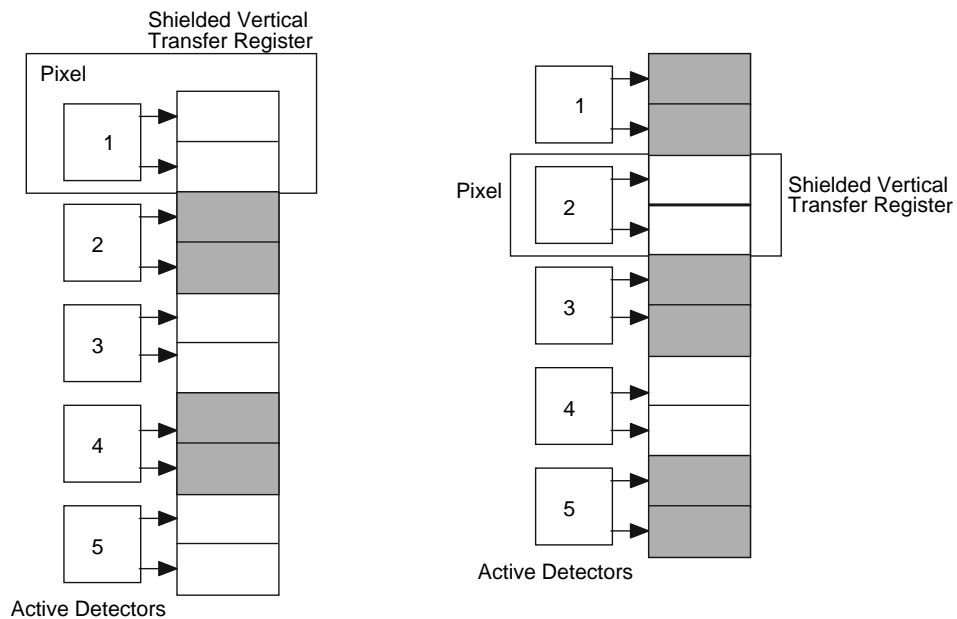 Shielded Vertical
Transfer Register
Pixel
1
2
3
4
5
Active Detectors
1
Pixel
2
Shielded Vertical
Transfer Register
3
4
5
Active Detectors